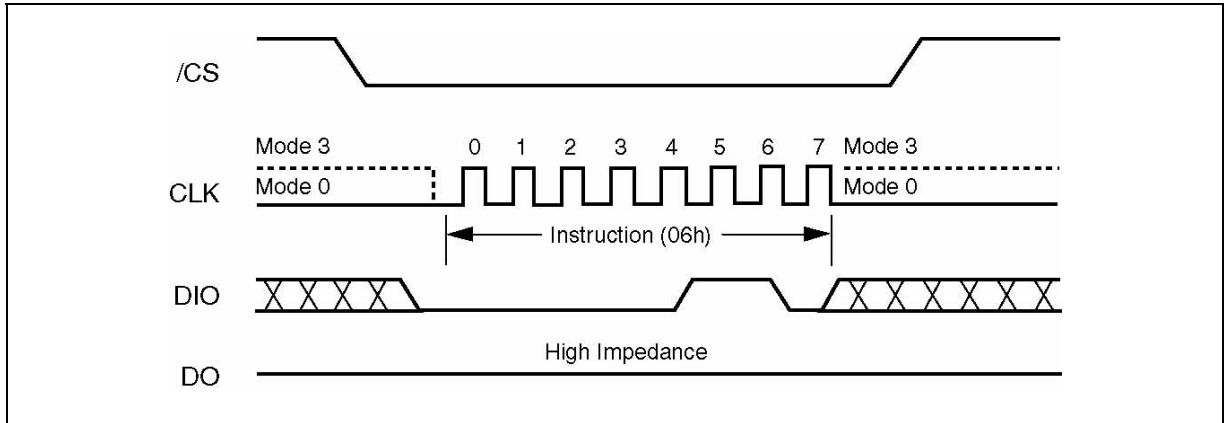 /CS
Mode 3 0 1 2 3 4 5 6 7 Mode 3
CLK Mode 0 Mode 0
Instruction (06h)
DIO
High Impedance
DO